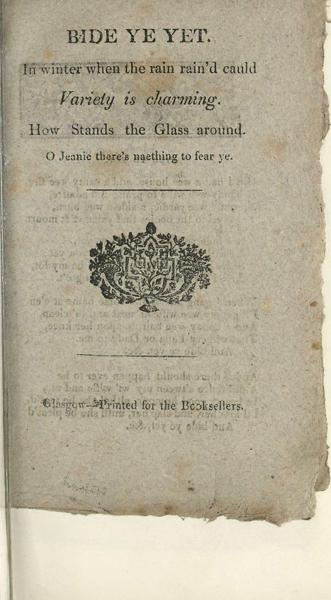 BIDE YE YET.
In winter when the rain rain'd cauld
Variety is charming.
How Stands the Glass around.
O Jeanie there's naething to fear ye.
Glasgow—Printed for the Booksellers.